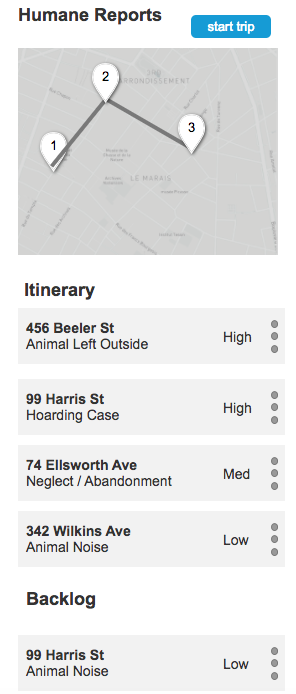 Humane Reports
start trip
2
ARRONDISSEMENT
3
1
LE MARAIS
Itinerary
456 Beeler St
Animal Left Outside
High
99 Harris St
Hoarding Case
High
74 Ellsworth Ave
Neglect / Abandonment
Med
342 Wilkins Ave
Animal Noise
Low
Backlog
99 Harris St
Animal Noise
Low